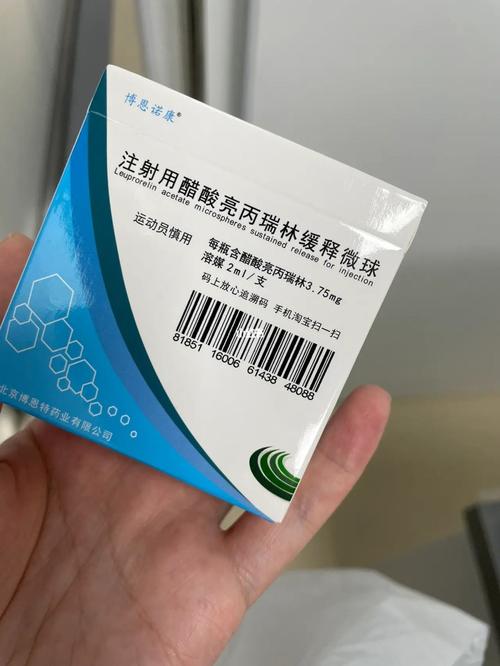 博恩诺康®
注射用醋酸亮丙瑞林缓释微球
Leuprorelin acetate microspheres sustained release for injection
运动员慎用
每瓶含醋酸亮丙瑞林3.75mg
溶媒2ml/支
码上放心追溯码 手机淘宝扫一扫
81851 16006 61438 48088
北京博恩特药业有限公司